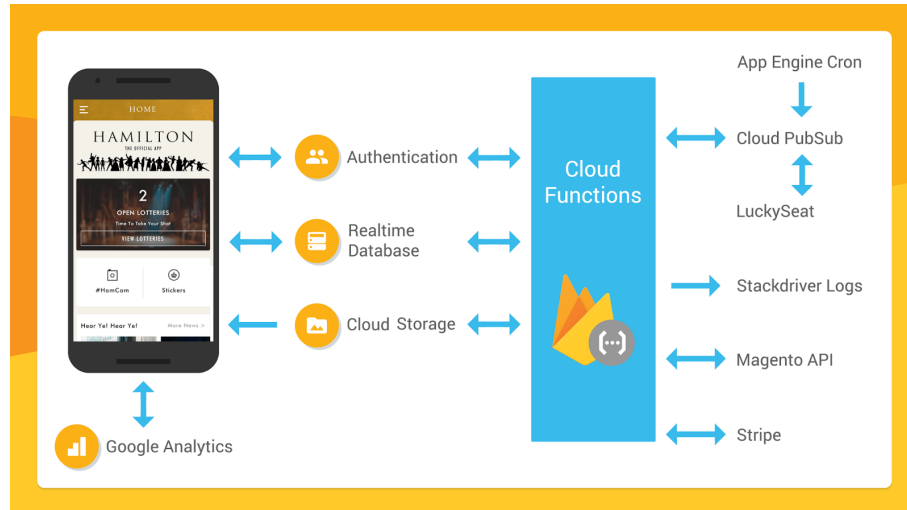 HOME
HAMILTON
THE OFFICIAL APP
2
OPEN LOTTERIES
Time To Take Your Shot
VIEW LOTTERIES
#HamCam
Stickers
Hear Ye! Hear Ye!
More News >
Google Analytics
Authentication
Realtime
Database
Cloud Storage
Cloud
Functions
App Engine Cron
Cloud PubSub
LuckySeat
Stackdriver Logs
Magento API
Stripe